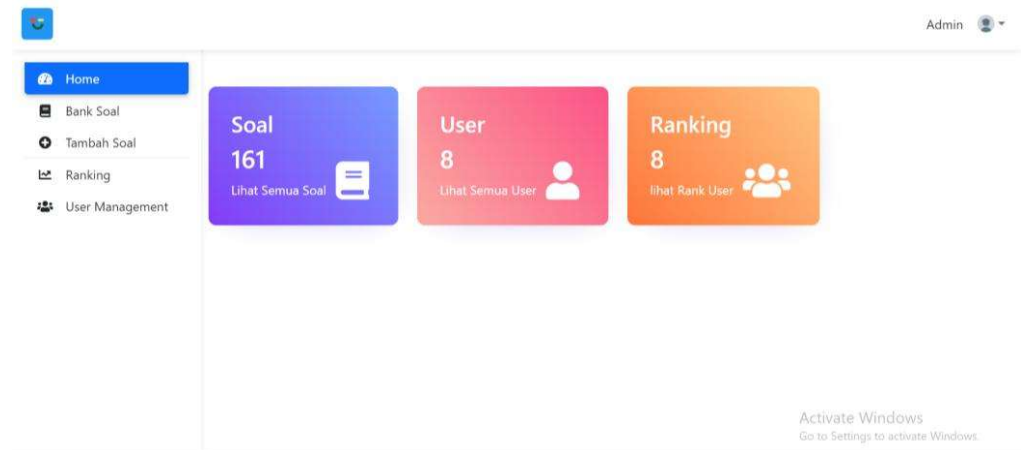 Admin
Home
Bank Soal
Tambah Soal
Ranking
User Management
Soal
161
Lihat Semua Soal
User
8
Lihat Semua User
Ranking
8
lihat Rank User
Activate Windows
Go to Settings to activate Windows.